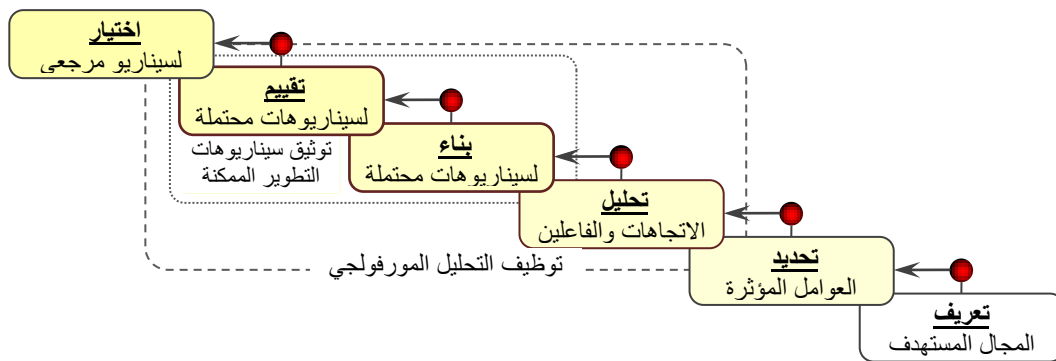 اختيار
لسيناريو مرجعي
تقييم
لسيناريوهات محتملة
توثيق سيناريوهات
التطوير الممكنة
بناء
لسيناريوهات محتملة
تحليل
الاتجاهات والفاعلين
توظيف التحليل المورفولجي
تحديد
العوامل المؤثرة
تعريف
المجال المستهدف